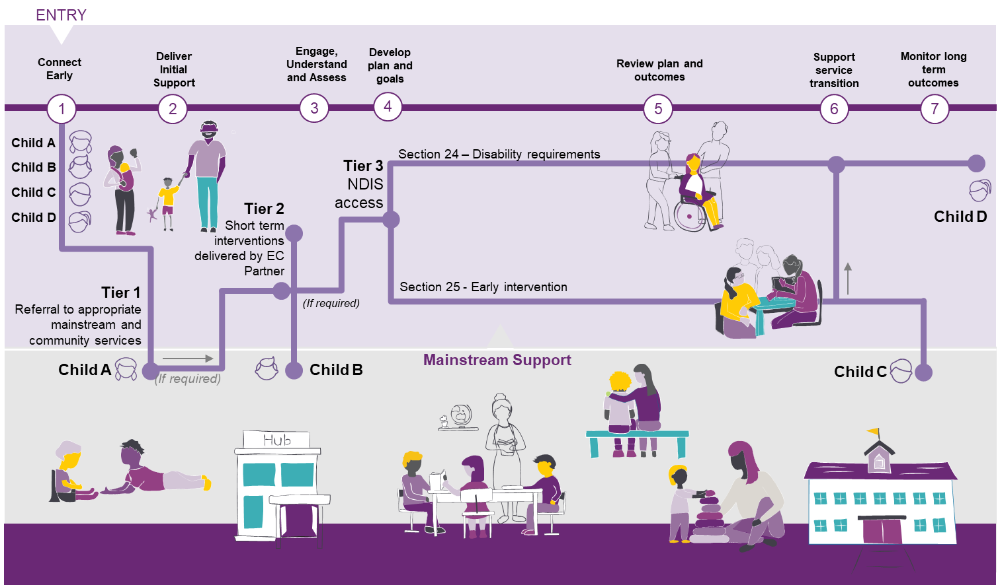 ENTRY
Connect
Early
Deliver
Initial
Support
Engage,
Understand
and Assess
Develop
plan and
goals
Review plan and
outcomes
Support
service
transition
Monitor long
term
outcomes
1
2
3
4
5
6
7
Child A
Child B
Child C
Child D
Tier 1
Referral to appropriate
mainstream and
community services
Child A
(If required)
Tier 2
Short term
interventions
delivered by EC
Partner
(If required)
Child B
Tier 3
NDIS
access
Section 24 – Disability requirements
Section 25 - Early intervention
Child D
Mainstream Support
Child C
Hub